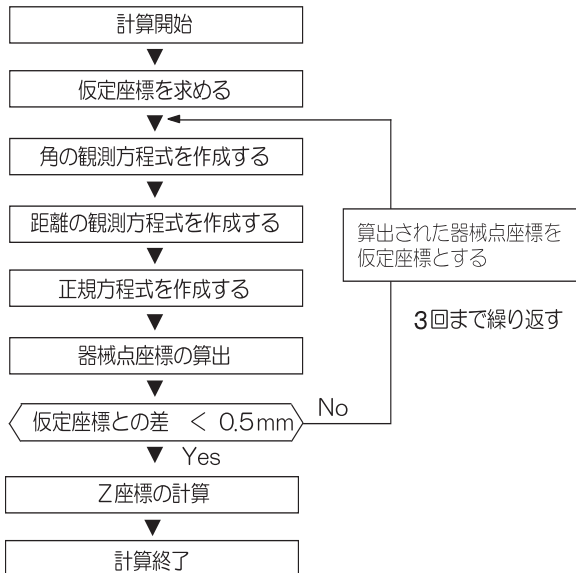 計算開始
仮定座標を求める
角の観測方程式を作成する
距離の観測方程式を作成する
正規方程式を作成する
器械点座標の算出
仮定座標との差 < 0.5mm
No
算出された器械点座標を
仮定座標とする
3回まで繰り返す
Yes
Z座標の計算
計算終了